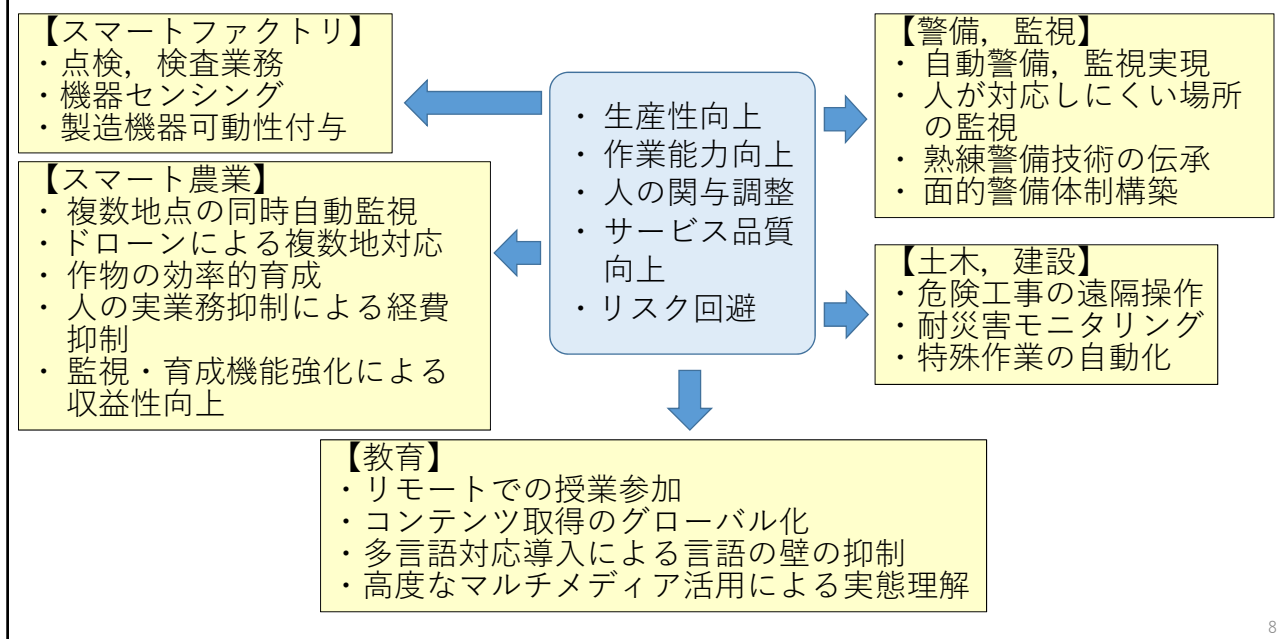 【スマートファクトリ】
・点検，検査業務
・機器センシング
・製造機器可動性付与
【スマート農業】
・ 複数地点の同時自動監視
・ドローンによる複数地対応
・ 作物の効率的育成
・ 人の実業務抑制による経費
抑制
・ 監視・育成機能強化による
収益性向上
・ 生産性向上
・ 作業能力向上
・ 人の関与調整
・ サービス品質
向上
・リスク回避
【警備，監視】
・ 自動警備，監視実現
・ 人が対応しにくい場所
の監視
・ 熟練警備技術の伝承
・ 面的警備体制構築
【土木，建設】
・危険工事の遠隔操作
・耐災害モニタリング
・特殊作業の自動化
【教育】
・リモートでの授業参加
・コンテンツ取得のグローバル化
・多言語対応導入による言語の壁の抑制
・高度なマルチメディア活用による実態理解
8